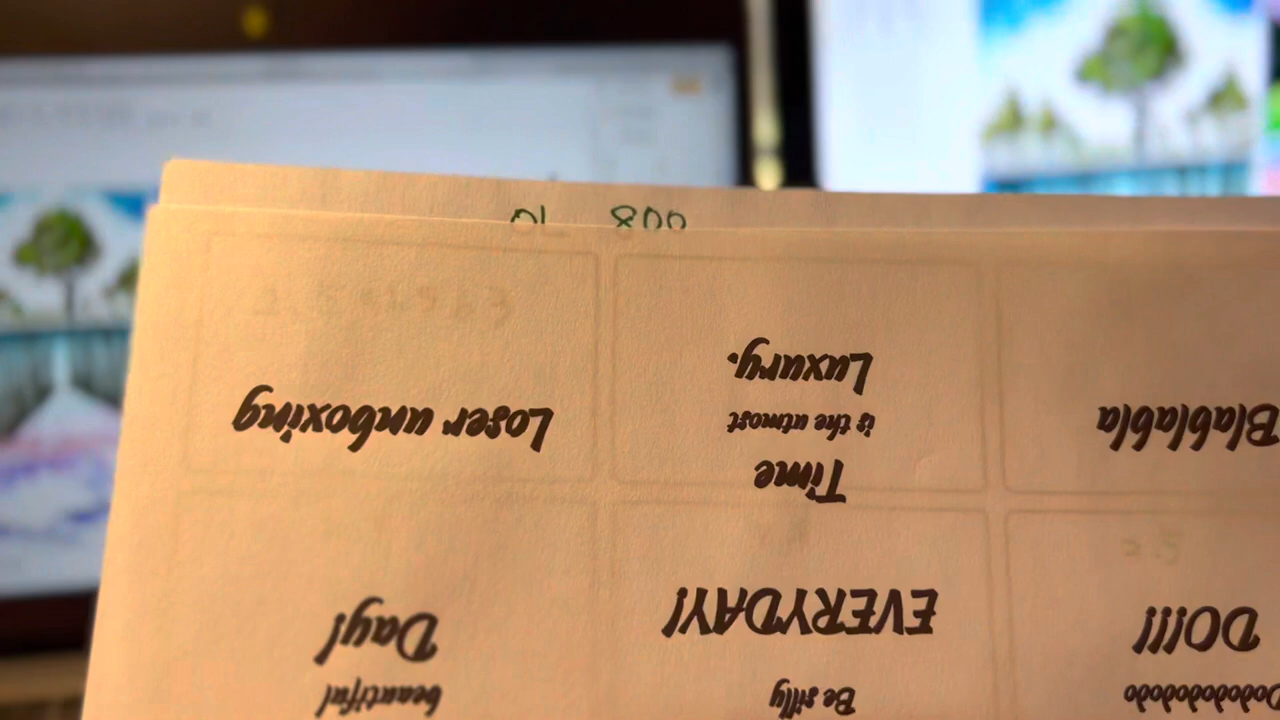 DO!!!
Be silly
EVERYDAY!
beautiful
Day!
Blablabla
Time
is the utmost
Luxury.
Loser unboxing